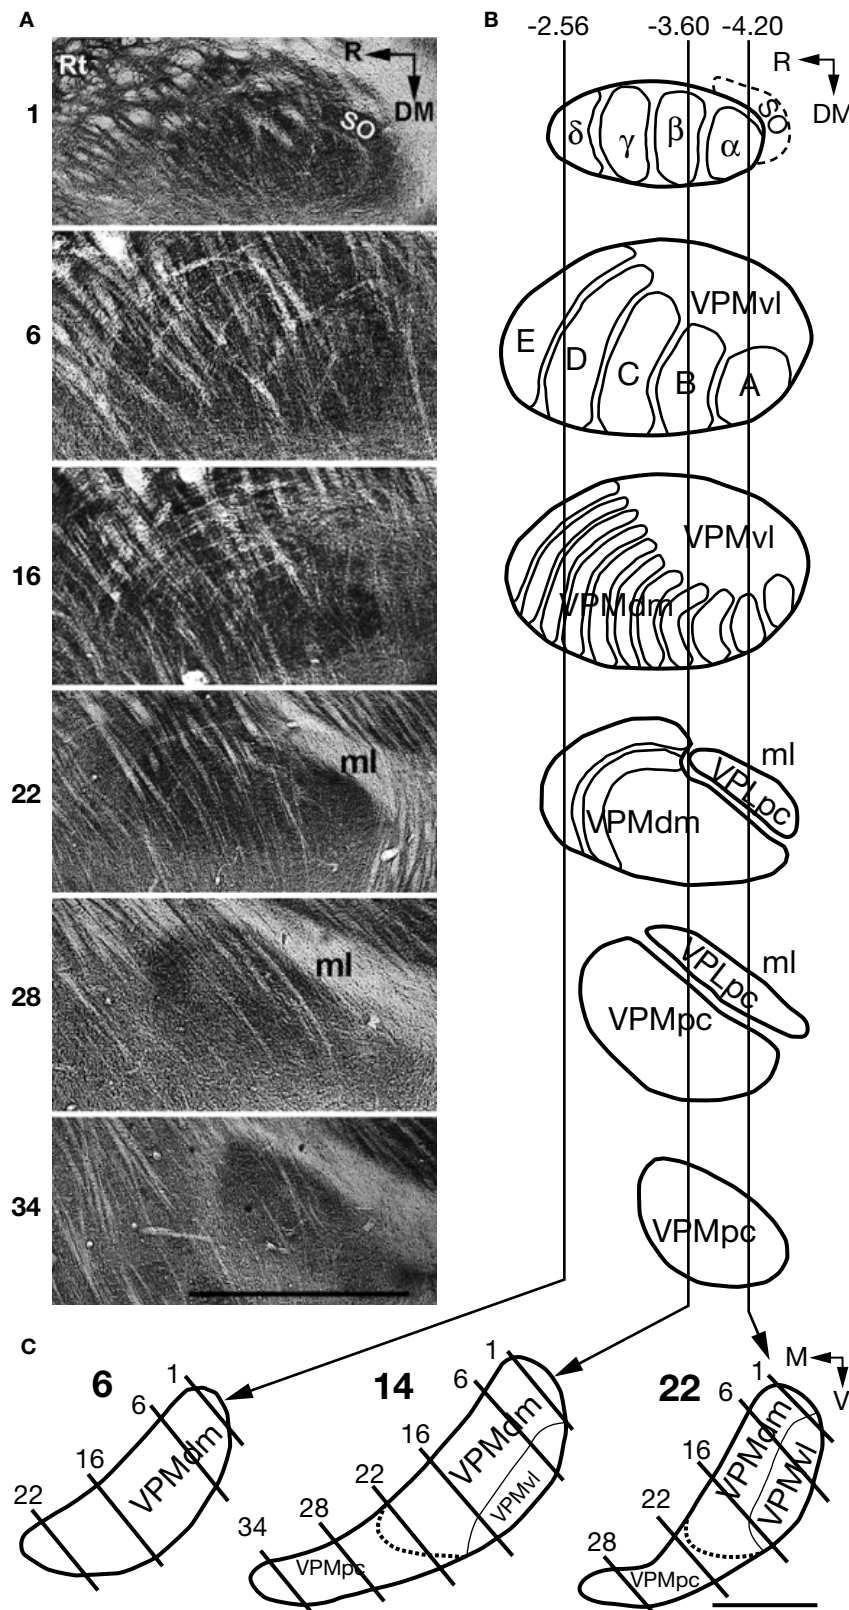 A
Rt
R
DM
SO
1
6
16
ml
22
ml
28
34
B
-2.56 -3.60 -4.20
R
DM
SO
δ γ β α
VPMvl
E D C B A
VPMvl
VPMdm
ml
VPLpc
VPMdm
ml
VPLpc
VPMpc
VPMpc
C
6
1
6
16
22
VPMdm
14
1
6
16
22
28
34
VPMdm
VPMvl
VPMpc
22
M
V
1
6
16
22
28
VPMdm
VPMvl
VPMpc